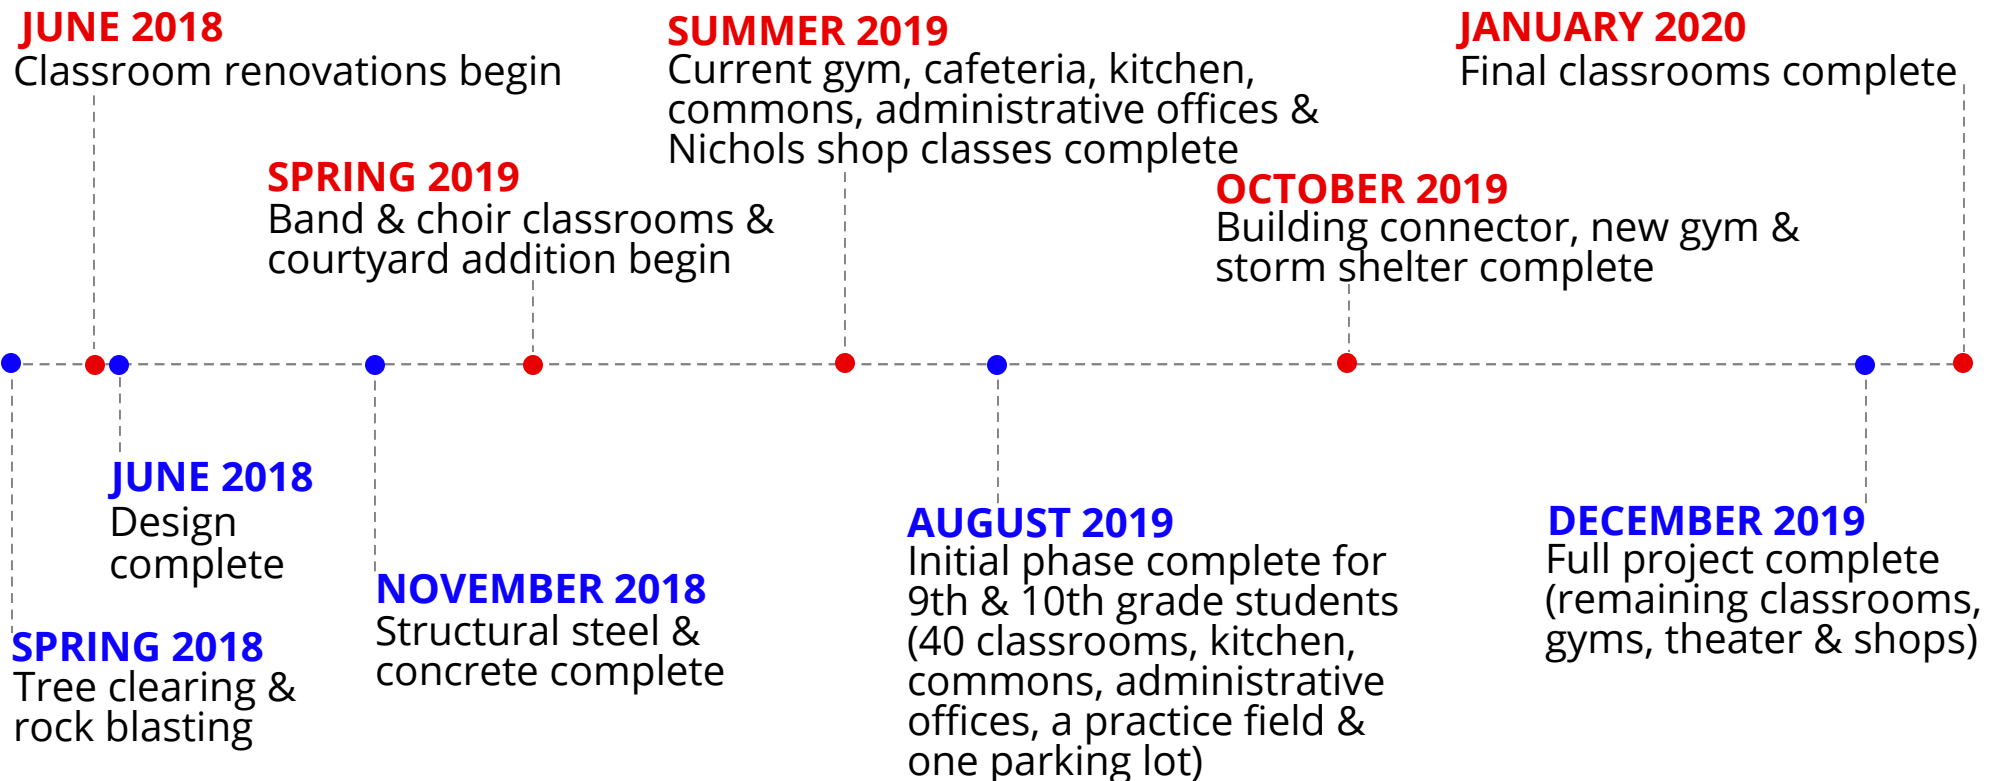 JUNE 2018
Classroom renovations begin
SPRING 2019
Band & choir classrooms &
courtyard addition begin
SUMMER 2019
Current gym, cafeteria, kitchen,
commons, administrative offices &
Nichols shop classes complete
OCTOBER 2019
Building connector, new gym &
storm shelter complete
JANUARY 2020
Final classrooms complete
SPRING 2018
Tree clearing &
rock blasting
JUNE 2018
Design
complete
NOVEMBER 2018
Structural steel &
concrete complete
AUGUST 2019
Initial phase complete for
9th & 10th grade students
(40 classrooms, kitchen,
commons, administrative
offices, a practice field &
one parking lot)
DECEMBER 2019
Full project complete
(remaining classrooms,
gyms, theater & shops)